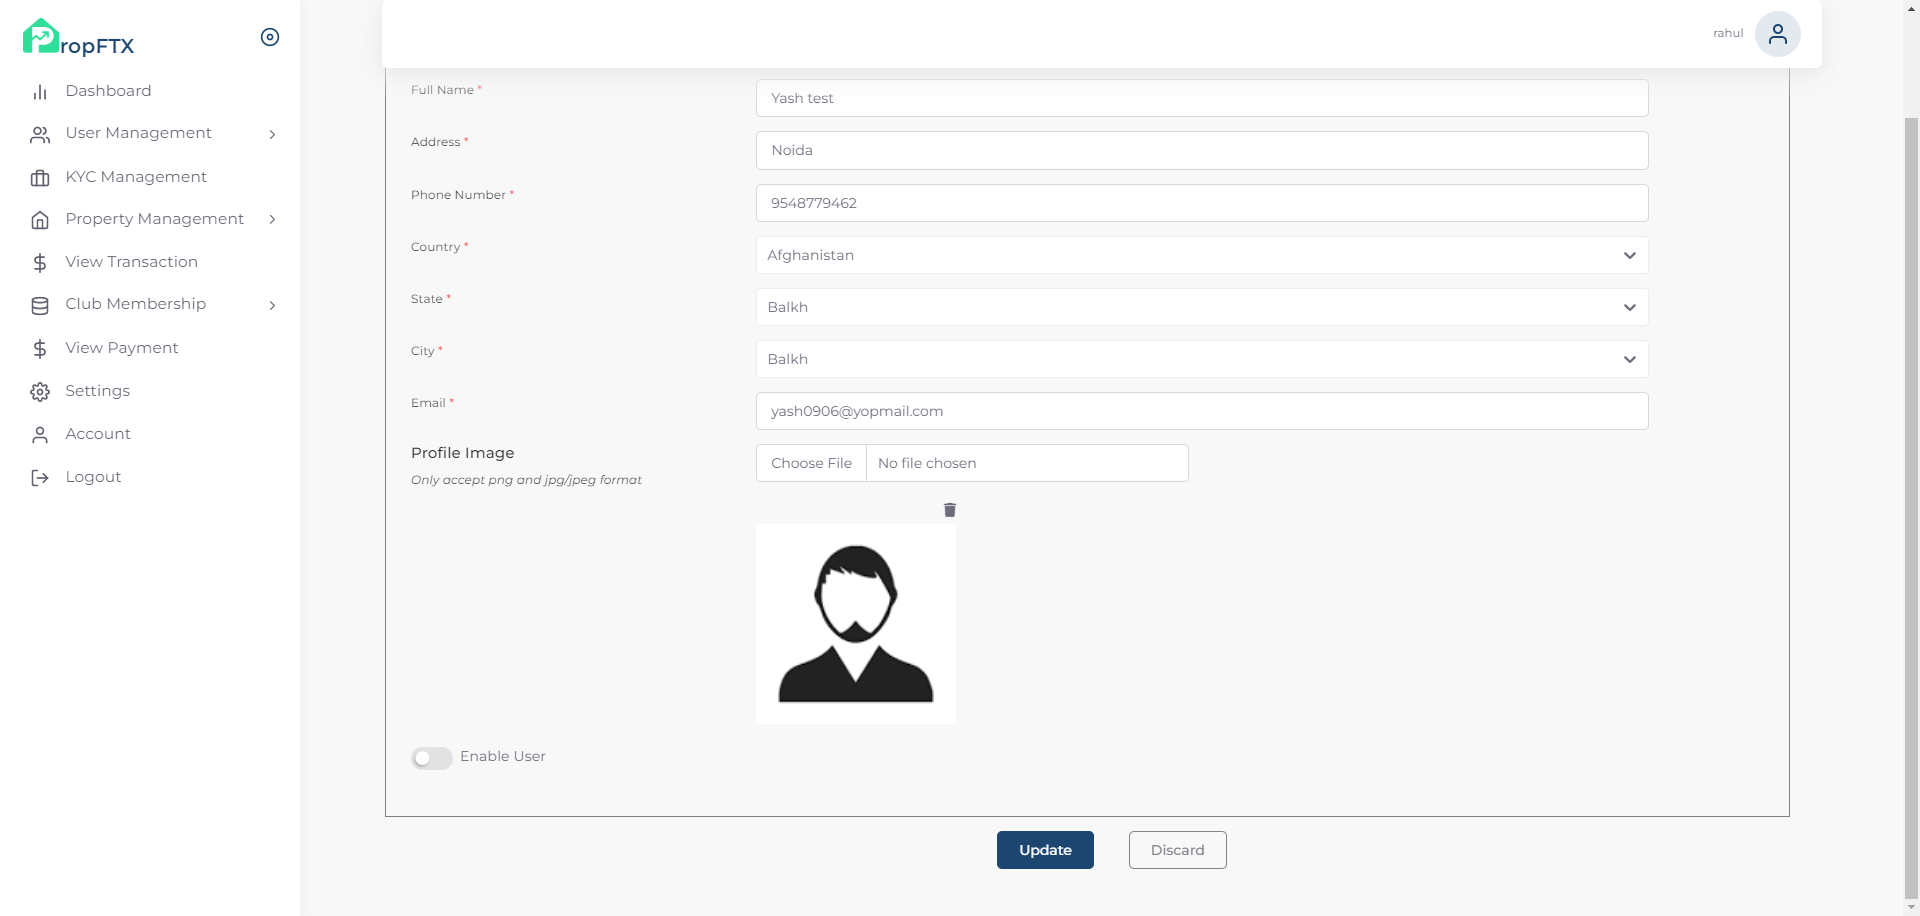 ropFTX
Dashboard
User Management
KYC Management
Property Management
View Transaction
Club Membership
View Payment
Settings
Account
Logout
rahul
Full Name *
Yash test
Address *
Noida
Phone Number *
9548779462
Country *
Afghanistan
State *
Balkh
City *
Balkh
Email *
yash0906@yopmail.com
Profile Image
Choose File
No file chosen
Only accept png and jpg/jpeg format
Enable User
Update
Discard